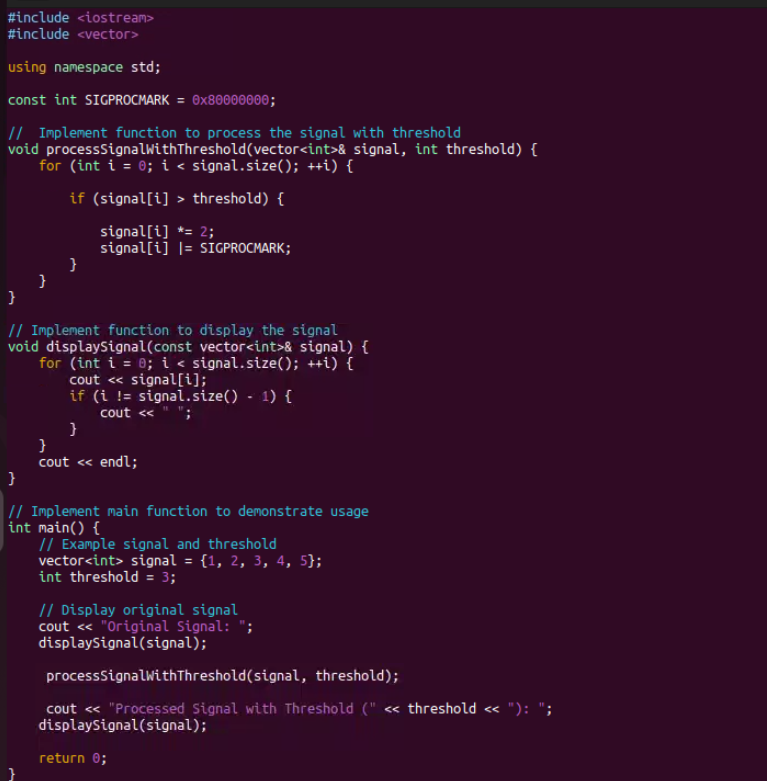 #include <iostream>
#include <vector>

using namespace std;

const int SIGPROCMARK = 0x80000000;

//  Implement function to process the signal with threshold
void processSignalWithThreshold(vector<int>& signal, int threshold) {
    for (int i = 0; i < signal.size(); ++i) {

        if (signal[i] > threshold) {

            signal[i] *= 2;
            signal[i] |= SIGPROCMARK;
        }
    }
}

// Implement function to display the signal
void displaySignal(const vector<int>& signal) {
    for (int i = 0; i < signal.size(); ++i) {
        cout << signal[i];
        if (i != signal.size() - 1) {
            cout << " ";
        }
    }
    cout << endl;
}

// Implement main function to demonstrate usage
int main() {
    // Example signal and threshold
    vector<int> signal = {1, 2, 3, 4, 5};
    int threshold = 3;

    // Display original signal
    cout << "Original Signal: ";
    displaySignal(signal);

     processSignalWithThreshold(signal, threshold);

     cout << "Processed Signal with Threshold (" << threshold << "): ";
    displaySignal(signal);

    return 0;
}